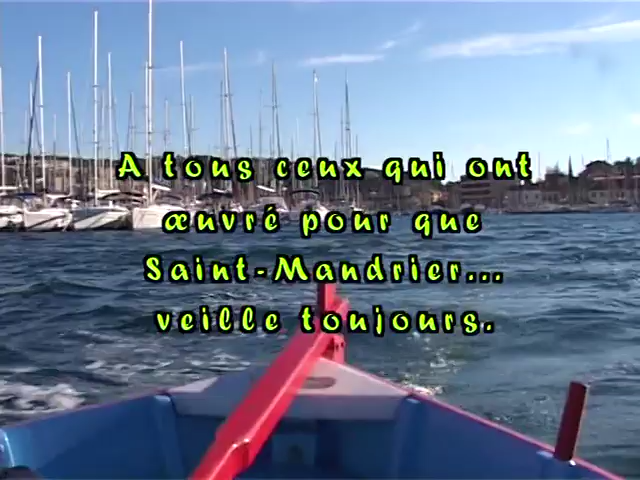 A tous ceux qui ont
œuvré pour que
Saint-Mandrier...
veille toujours.